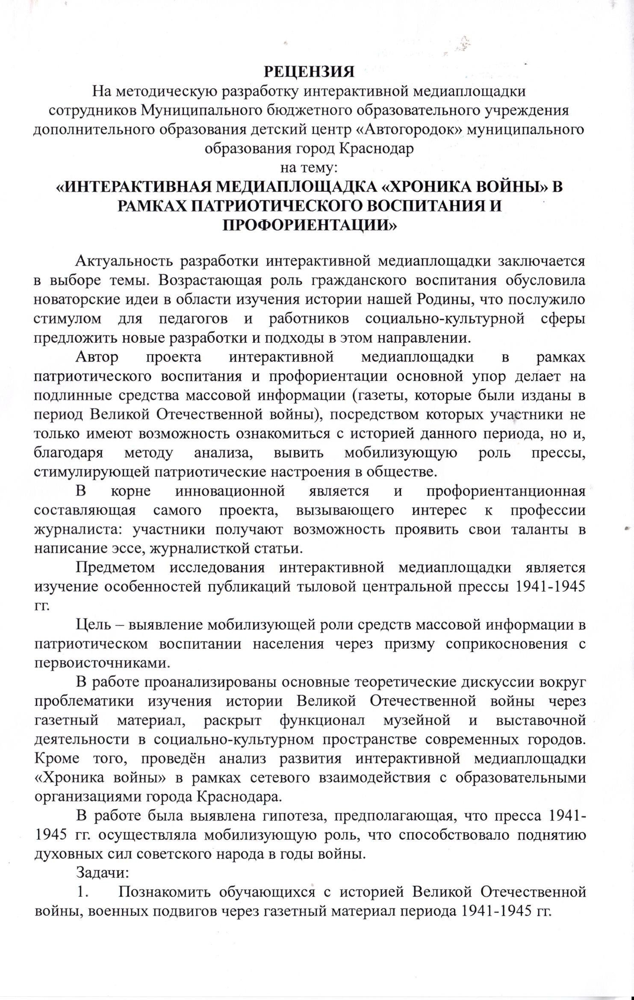 РЕЦЕНЗИЯ
На методическую разработку интерактивной медиаплощадки
сотрудников Муниципального бюджетного образовательного учреждения
дополнительного образования детский центр «Автогородок» муниципального
образования город Краснодар
на тему:
«ИНТЕРАКТИВНАЯ МЕДИАПЛОЩАДКА «ХРОНИКА ВОЙНЫ» В
РАМКАХ ПАТРИОТИЧЕСКОГО ВОСПИТАНИЯ И
ПРОФОРИЕНТАЦИИ»
Актуальность разработки интерактивной медиаплощадки заключается
в выборе темы. Возрастающая роль гражданского воспитания обусловила
новаторские идеи в области изучения истории нашей Родины, что послужило
стимулом для педагогов и работников социально-культурной сферы
предложить новые разработки и подходы в этом направлении.
Автор проекта интерактивной медиаплощадки в рамках
патриотического воспитания и профориентации основной упор делает на
подлинные средства массовой информации (газеты, которые были изданы в
период Великой Отечественной войны), посредством которых участники не
только имеют возможность ознакомиться с историей данного периода, но и,
благодаря методу анализа, вывить мобилизующую роль прессы,
стимулирующей патриотические настроения в обществе.
В корне инновационной является и профориентанционная
составляющая самого проекта, вызывающего интерес к профессии
журналиста: участники получают возможность проявить свои таланты в
написание эссе, журналисткой статьи.
Предметом исследования интерактивной медиаплощадки является
изучение особенностей публикаций тыловой центральной прессы 1941-1945
гг.
Цель – выявление мобилизующей роли средств массовой информации в
патриотическом воспитании населения через призму соприкосновения с
первоисточниками.
В работе проанализированы основные теоретические дискуссии вокруг
проблематики изучения истории Великой Отечественной войны через
газетный материал, раскрыт функционал музейной и выставочной
деятельности в социально-культурном пространстве современных городов.
Кроме того, проведён анализ развития интерактивной медиаплощадки
«Хроника войны» в рамках сетевого взаимодействия с образовательными
организациями города Краснодара.
В работе была выявлена гипотеза, предполагающая, что пресса 1941-
1945 гг. осуществляла мобилизующую роль, что способствовало поднятию
духовных сил советского народа в годы войны.
Задачи:
1. Познакомить обучающихся с историей Великой Отечественной
войны, военных подвигов через газетный материал периода 1941-1945 гг.